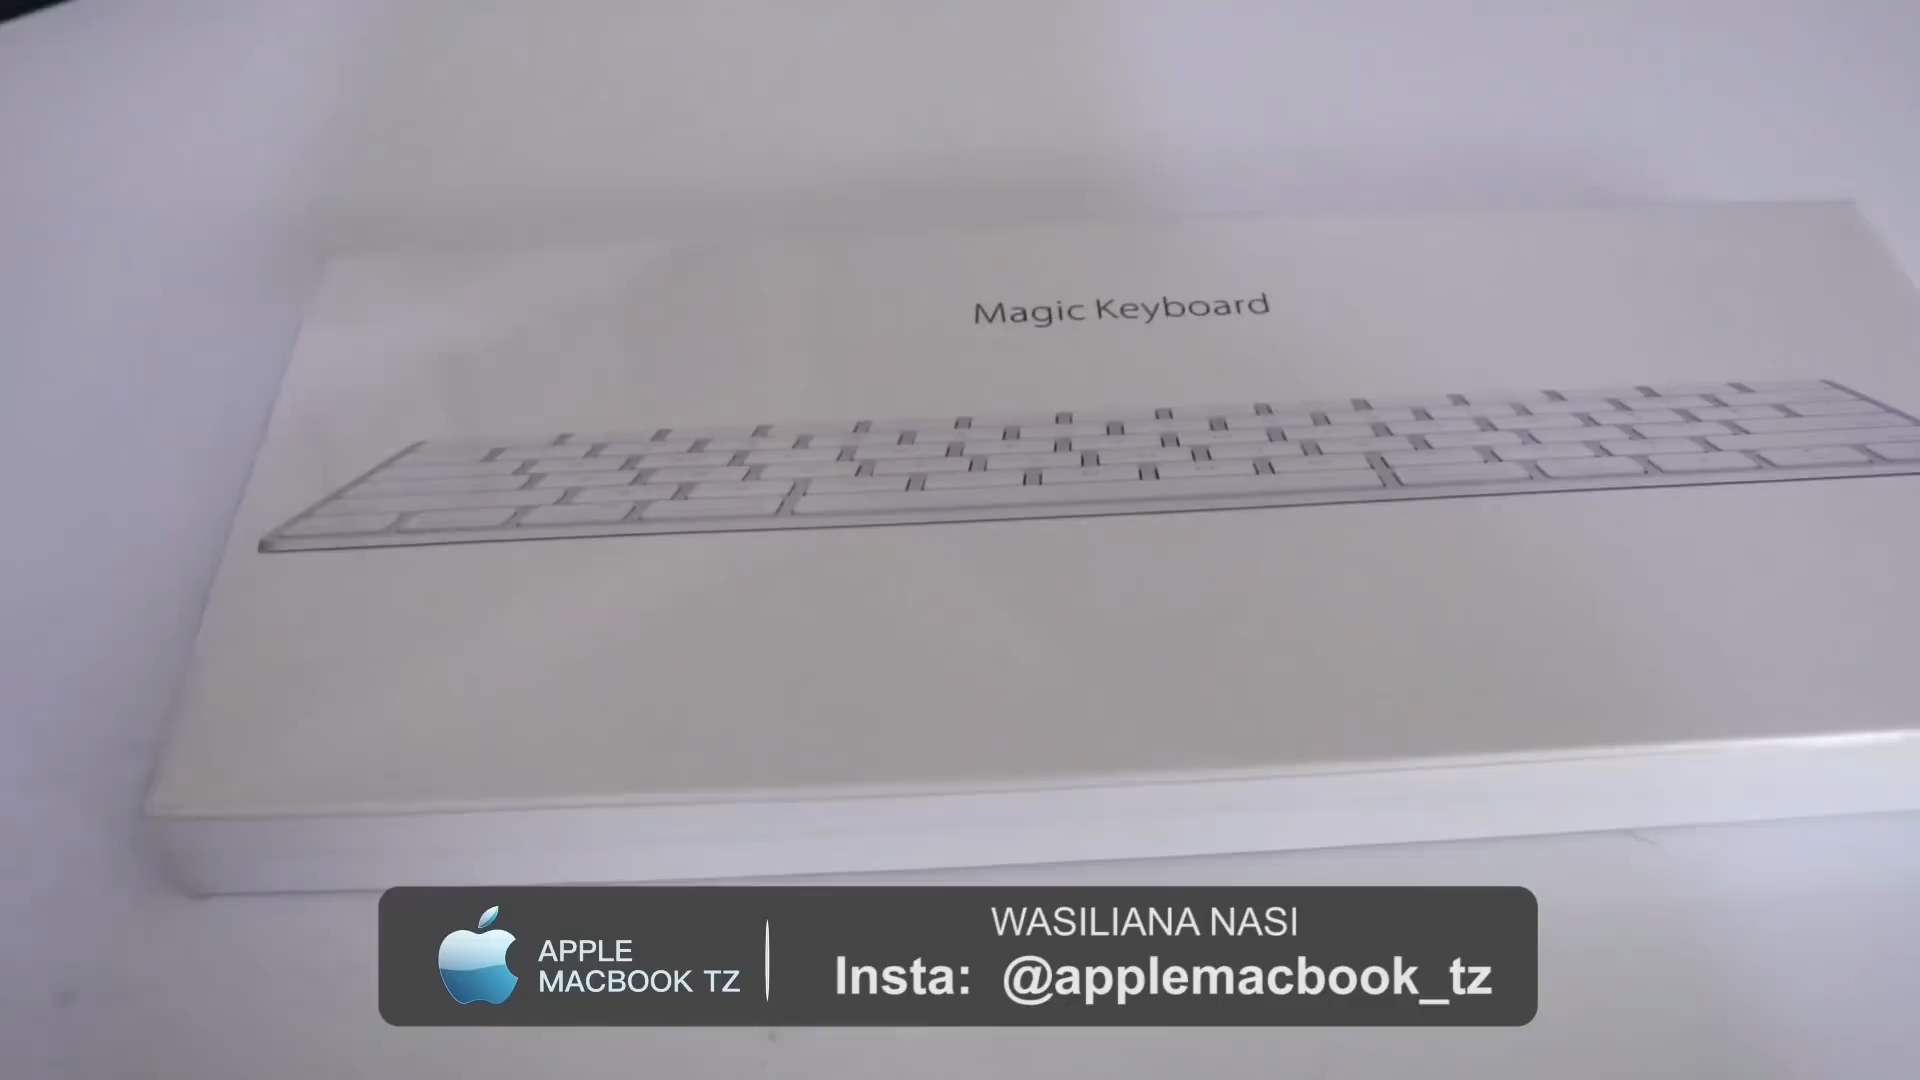 Magic Keyboard
APPLE
MACBOOK TZ
WASILIANA NASI
Insta: @applemacbook_tz